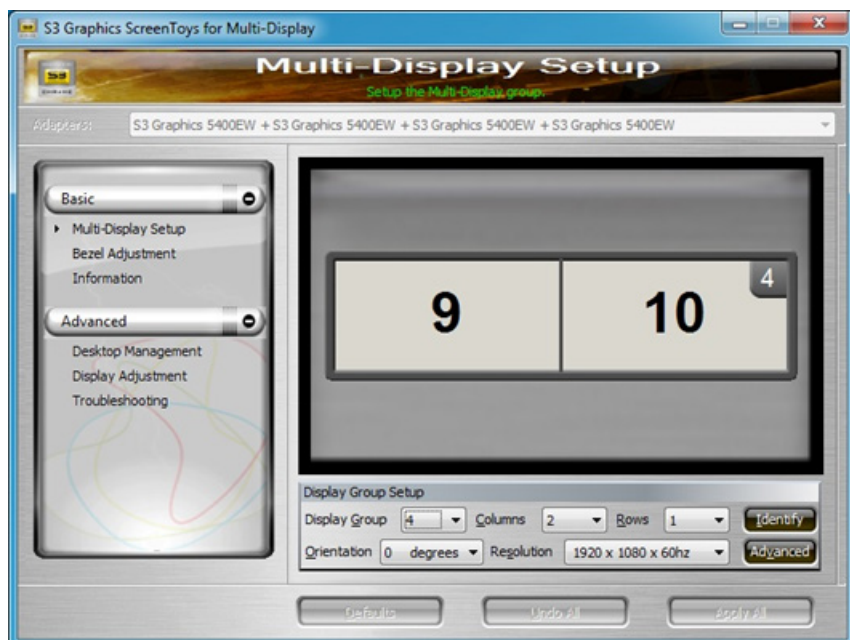 S3 Graphics ScreenToys for Multi-Display
S3
Multi-Display Setup
Setup the Multi-Display group.
Adapters: S3 Graphics 5400EW + S3 Graphics 5400EW + S3 Graphics 5400EW + S3 Graphics 5400EW
Basic
Multi-Display Setup
Bezel Adjustment
Information
Advanced
Desktop Management
Display Adjustment
Troubleshooting
9 10 4
Display Group Setup
Display Group 4 Columns 2 Rows 1 Identify
Orientation 0 degrees Resolution 1920 x 1080 x 60hz Advanced
Defaults Undo All Apply All